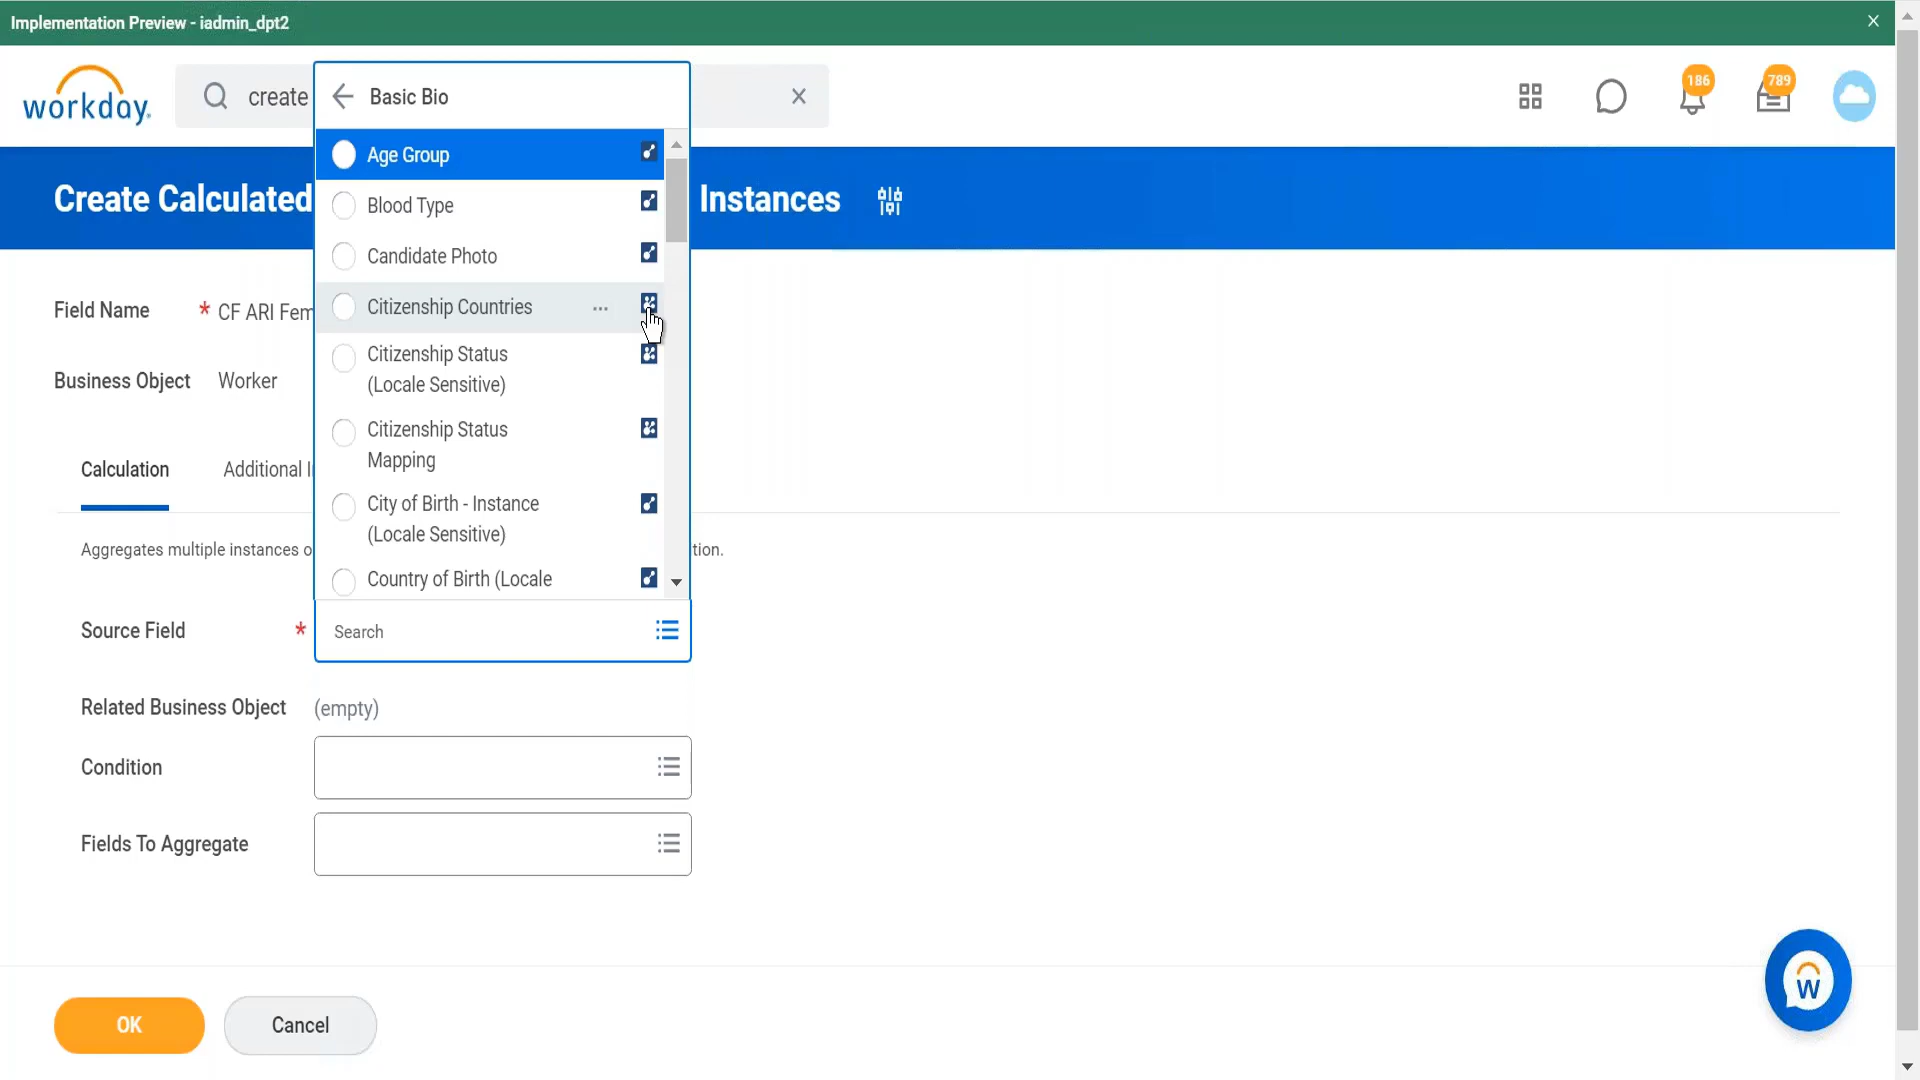 Implementation Preview - iadmin_dpt2
workday.
create
186
789
Basic Bio
Age Group
Blood Type
Candidate Photo
Citizenship Countries
Citizenship Status
(Locale Sensitive)
Citizenship Status
Mapping
City of Birth - Instance
(Locale Sensitive)
Country of Birth (Locale
Search
Create Calculated
Instances
Field Name * CF ARI Fem
Business Object Worker
Calculation
Additional
Aggregates multiple instances
tion.
Source Field *
Related Business Object (empty)
Condition
Fields To Aggregate
OK
Cancel
W